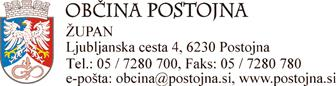 OBČINA POSTOJNA
ŽUPAN
Ljubljanska cesta 4, 6230 Postojna
Tel.: 05 / 7280 700, Faks: 05 / 7280 780
e-pošta: obcina@postojna.si, www.postojna.si